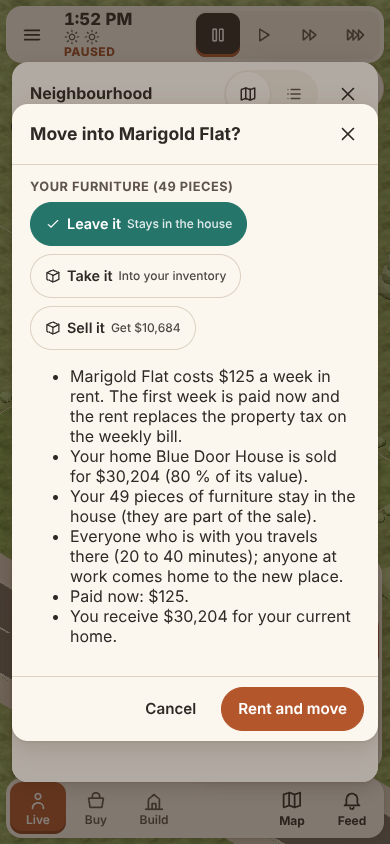 1:52 PM
PAUSED
Neighbourhood
Move into Marigold Flat?
YOUR FURNITURE (49 PIECES)
Leave it Stays in the house
Take it Into your inventory
Sell it Get $10,684
• Marigold Flat costs $125 a week in
rent. The first week is paid now and
the rent replaces the property tax on
the weekly bill.
• Your home Blue Door House is sold
for $30,204 (80 % of its value).
• Your 49 pieces of furniture stay in the
house (they are part of the sale).
• Everyone who is with you travels
there (20 to 40 minutes); anyone at
work comes home to the new place.
• Paid now: $125.
• You receive $30,204 for your current
home.
Cancel
Rent and move
Live
Buy
Build
Map
Feed